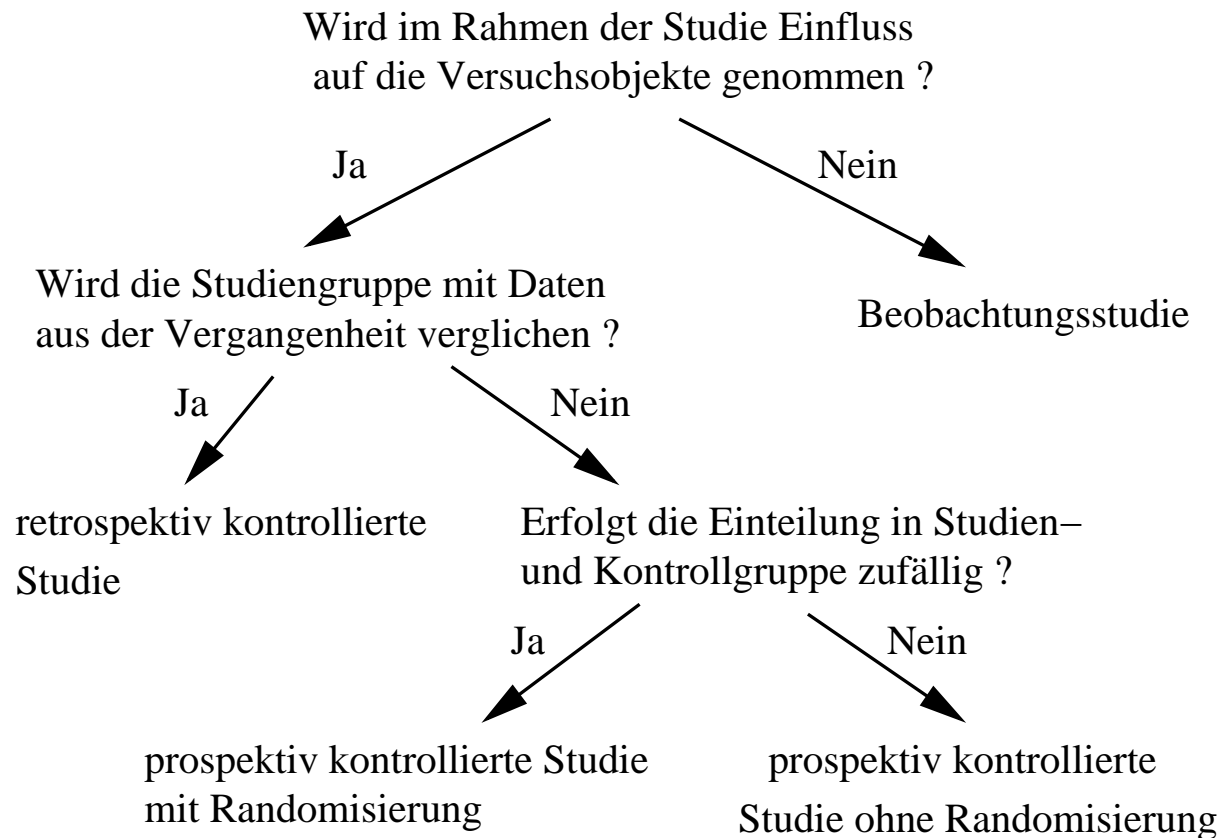 Wird im Rahmen der Studie Einfluss
auf die Versuchsobjekte genommen ?
Ja
Nein
Wird die Studiengruppe mit Daten
aus der Vergangenheit verglichen ?
Beobachtungsstudie
Ja
Nein
retrospektiv kontrollierte
Studie
Erfolgt die Einteilung in Studien−
und Kontrollgruppe zufällig ?
Ja
Nein
prospektiv kontrollierte Studie
mit Randomisierung
prospektiv kontrollierte
Studie ohne Randomisierung